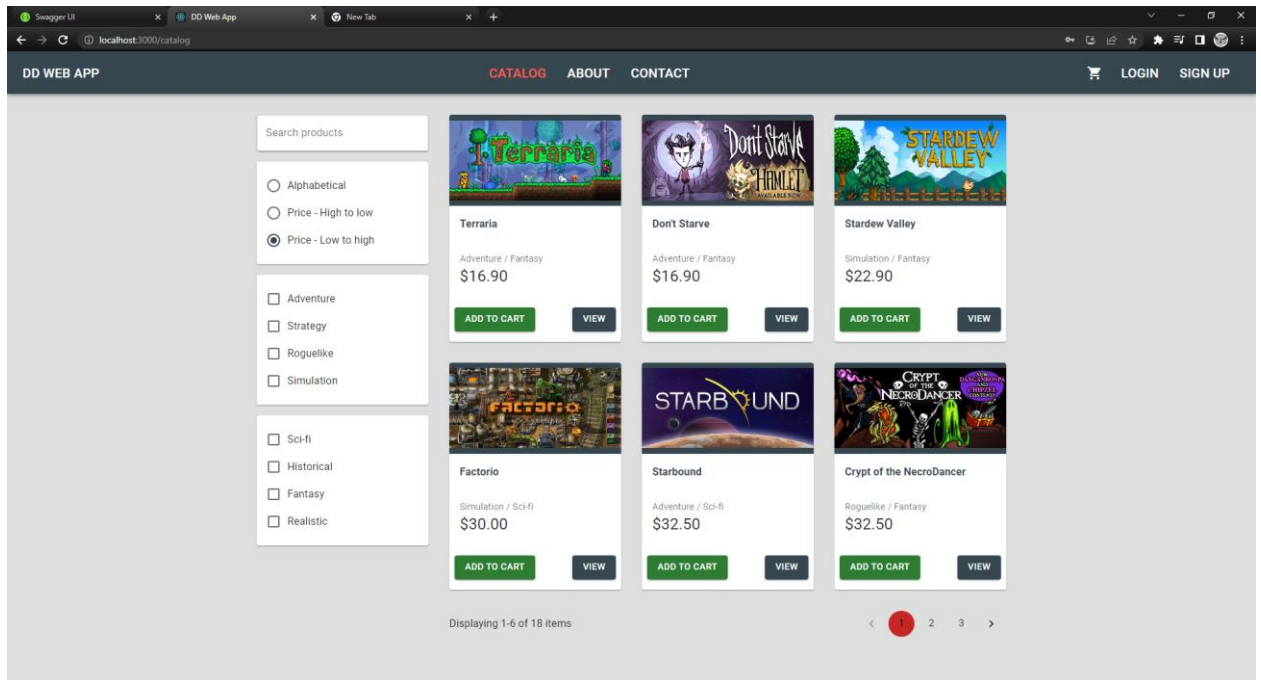 Swagger UI
DD Web App
New Tab
localhost:3000/catalog
DD WEB APP
CATALOG ABOUT CONTACT
LOGIN SIGN UP
Search products
Alphabetical
Price - High to low
Price - Low to high
Adventure
Strategy
Roguelike
Simulation
Sci-fi
Historical
Fantasy
Realistic
Terraria
Terraria
Adventure / Fantasy
$16.90
ADD TO CART VIEW
Don't Starve
HAMLET
AVAILABLE NOW
Don't Starve
Adventure / Fantasy
$16.90
ADD TO CART VIEW
STARDEW
VALLEY
Stardew Valley
Simulation / Fantasy
$22.90
ADD TO CART VIEW
FACTORIO
Factorio
Simulation / Sci-fi
$30.00
ADD TO CART VIEW
STARBOUND
Starbound
Adventure / Sci-fi
$32.50
ADD TO CART VIEW
CRYPT
OF THE
NECRODANCER
Crypt of the NecroDancer
Roguelike / Fantasy
$32.50
ADD TO CART VIEW
Displaying 1-6 of 18 items
1 2 3